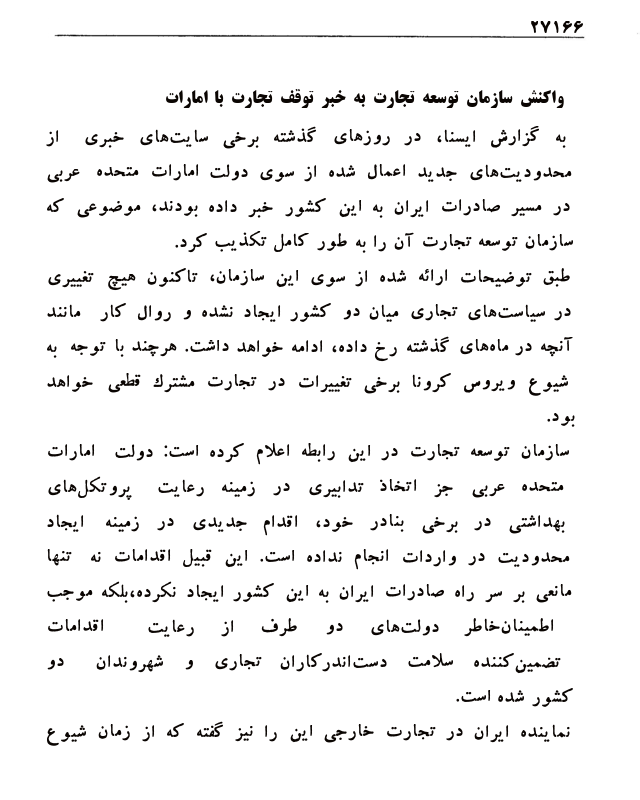 ۲۷۱۶۶
واکنش سازمان توسعه تجارت به خبر توقف تجارت با امارات
به گزارش ایسنا، در روزهای گذشته برخی سایت‌های خبری از
محدودیت‌های جدید اعمال شده از سوی دولت امارات متحده عربی
در مسیر صادرات ایران به این کشور خبر داده بودند، موضوعی که
سازمان توسعه تجارت آن را به طور کامل تکذیب کرد.
طبق توضیحات ارائه شده از سوی این سازمان، تاکنون هیچ تغییری
در سیاست‌های تجاری میان دو کشور ایجاد نشده و روال کار مانند
آنچه در ماه‌های گذشته رخ داده، ادامه خواهد داشت. هرچند با توجه به
شیوع ویروس کرونا برخی تغییرات در تجارت مشترك قطعی خواهد
بود.
سازمان توسعه تجارت در این رابطه اعلام کرده است: دولت امارات
متحده عربی جز اتخاذ تدابیری در زمینه رعایت پروتکل‌های
بهداشتی در برخی بنادر خود، اقدام جدیدی در زمینه ایجاد
محدودیت در واردات انجام نداده است. این قبیل اقدامات نه تنها
مانعی بر سر راه صادرات ایران به این کشور ایجاد نکرده،بلکه موجب
اطمینان‌خاطر دولت‌های دو طرف از رعایت اقدامات
تضمین‌کننده سلامت دست‌اندرکاران تجاری و شهروندان دو
کشور شده است.
نماینده ایران در تجارت خارجی این را نیز گفته که از زمان شیوع